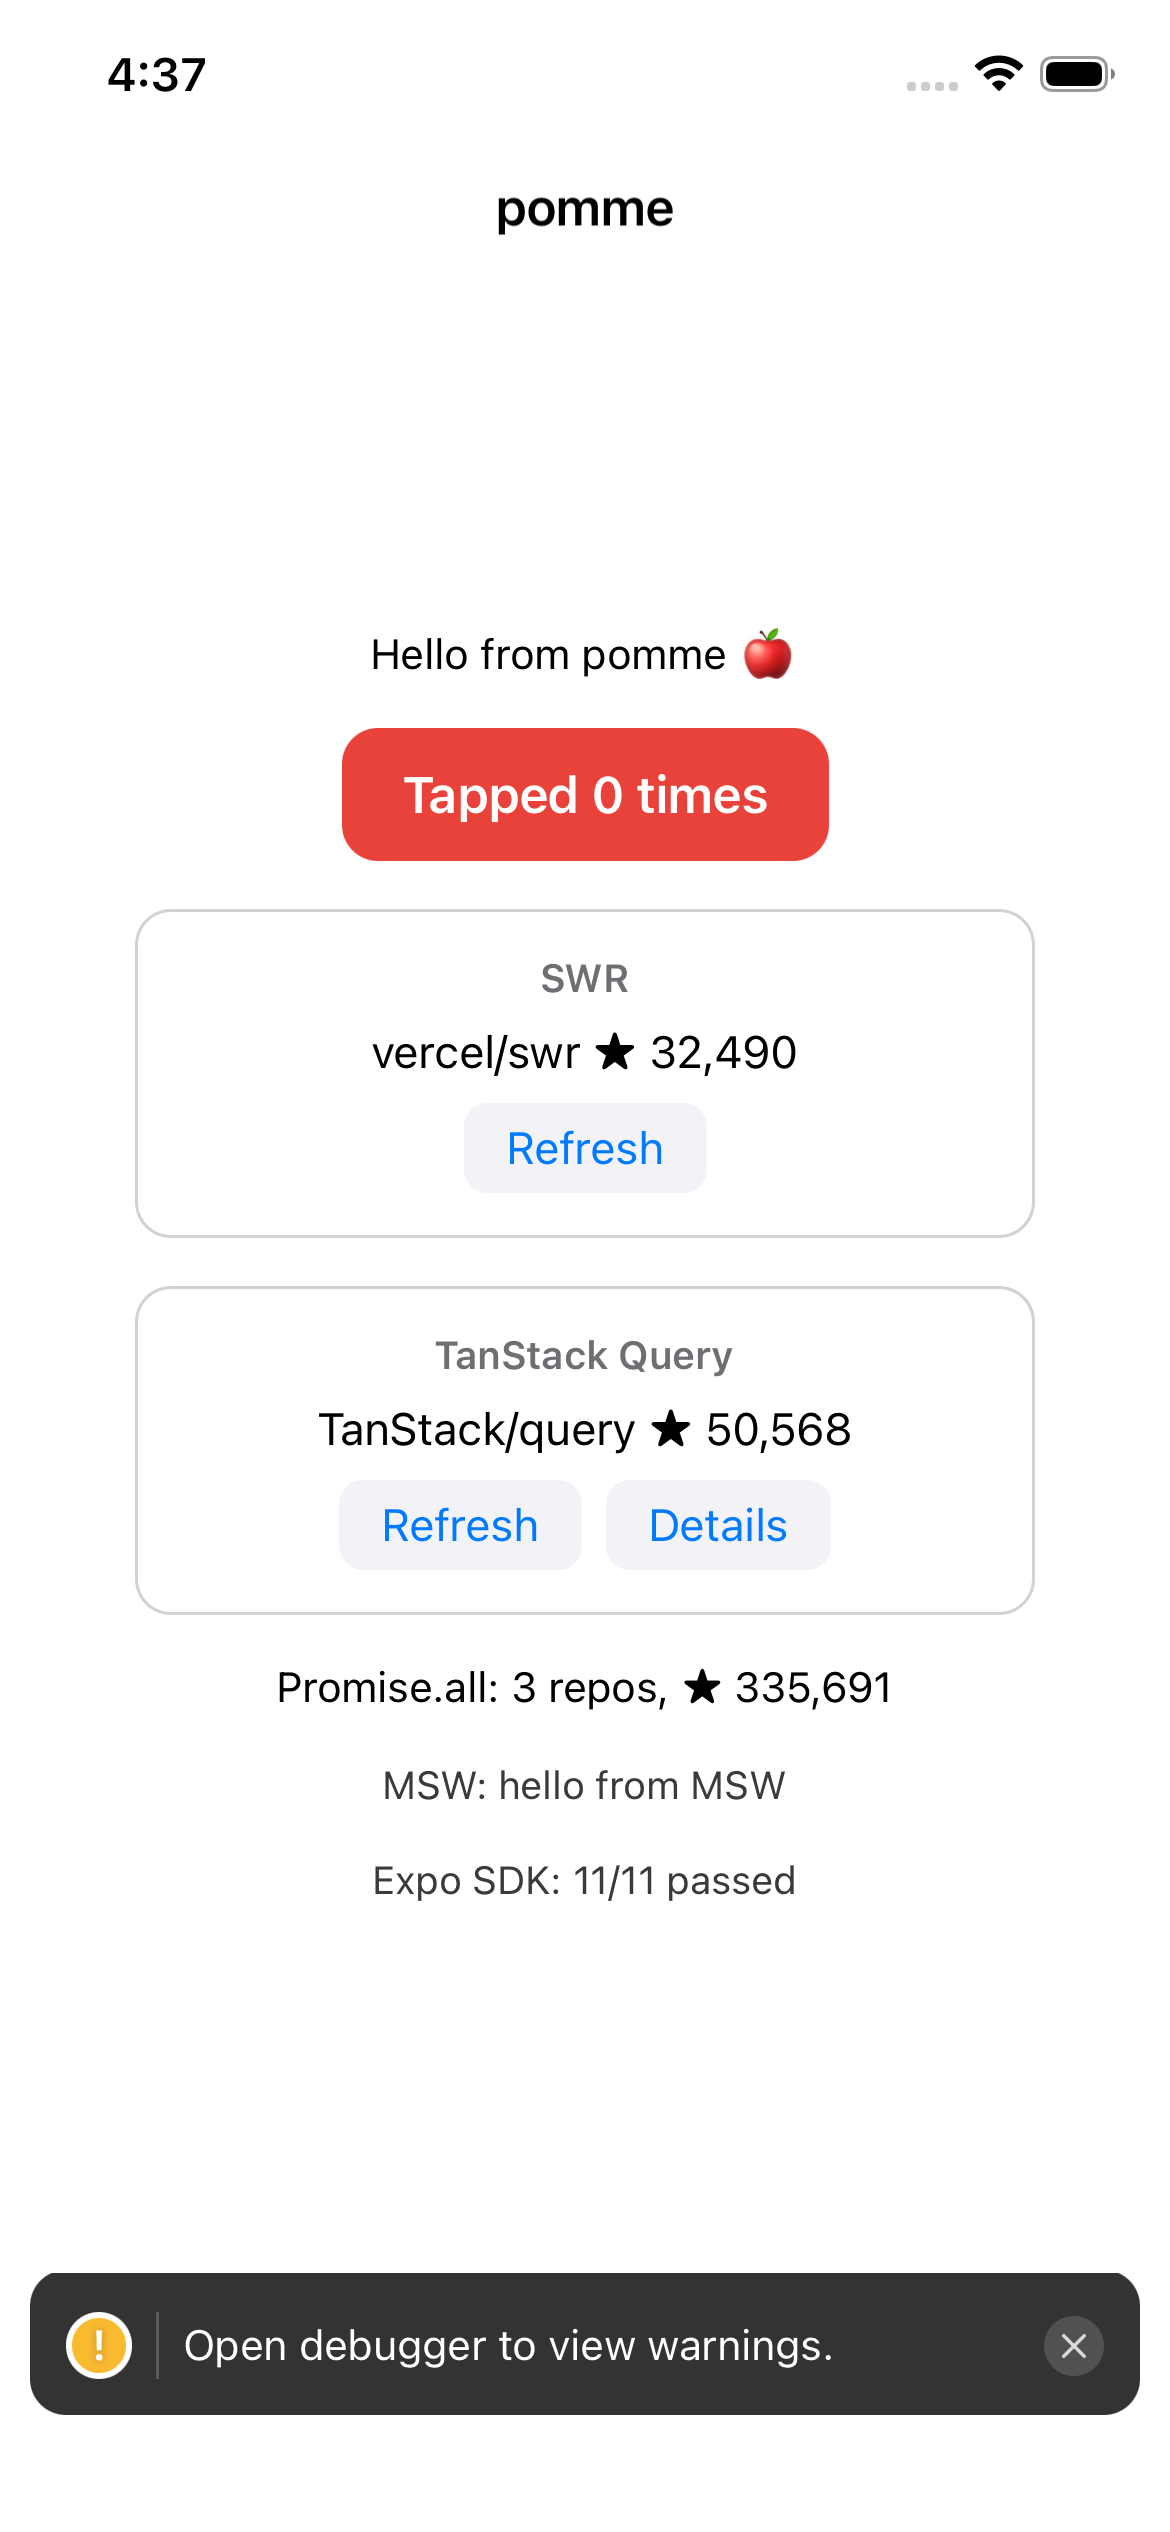 4:37
pomme
Hello from pomme 🍎
Tapped 0 times
SWR
vercel/swr ★ 32,490
Refresh
TanStack Query
TanStack/query ★ 50,568
Refresh Details
Promise.all: 3 repos, ★ 335,691
MSW: hello from MSW
Expo SDK: 11/11 passed
! Open debugger to view warnings.